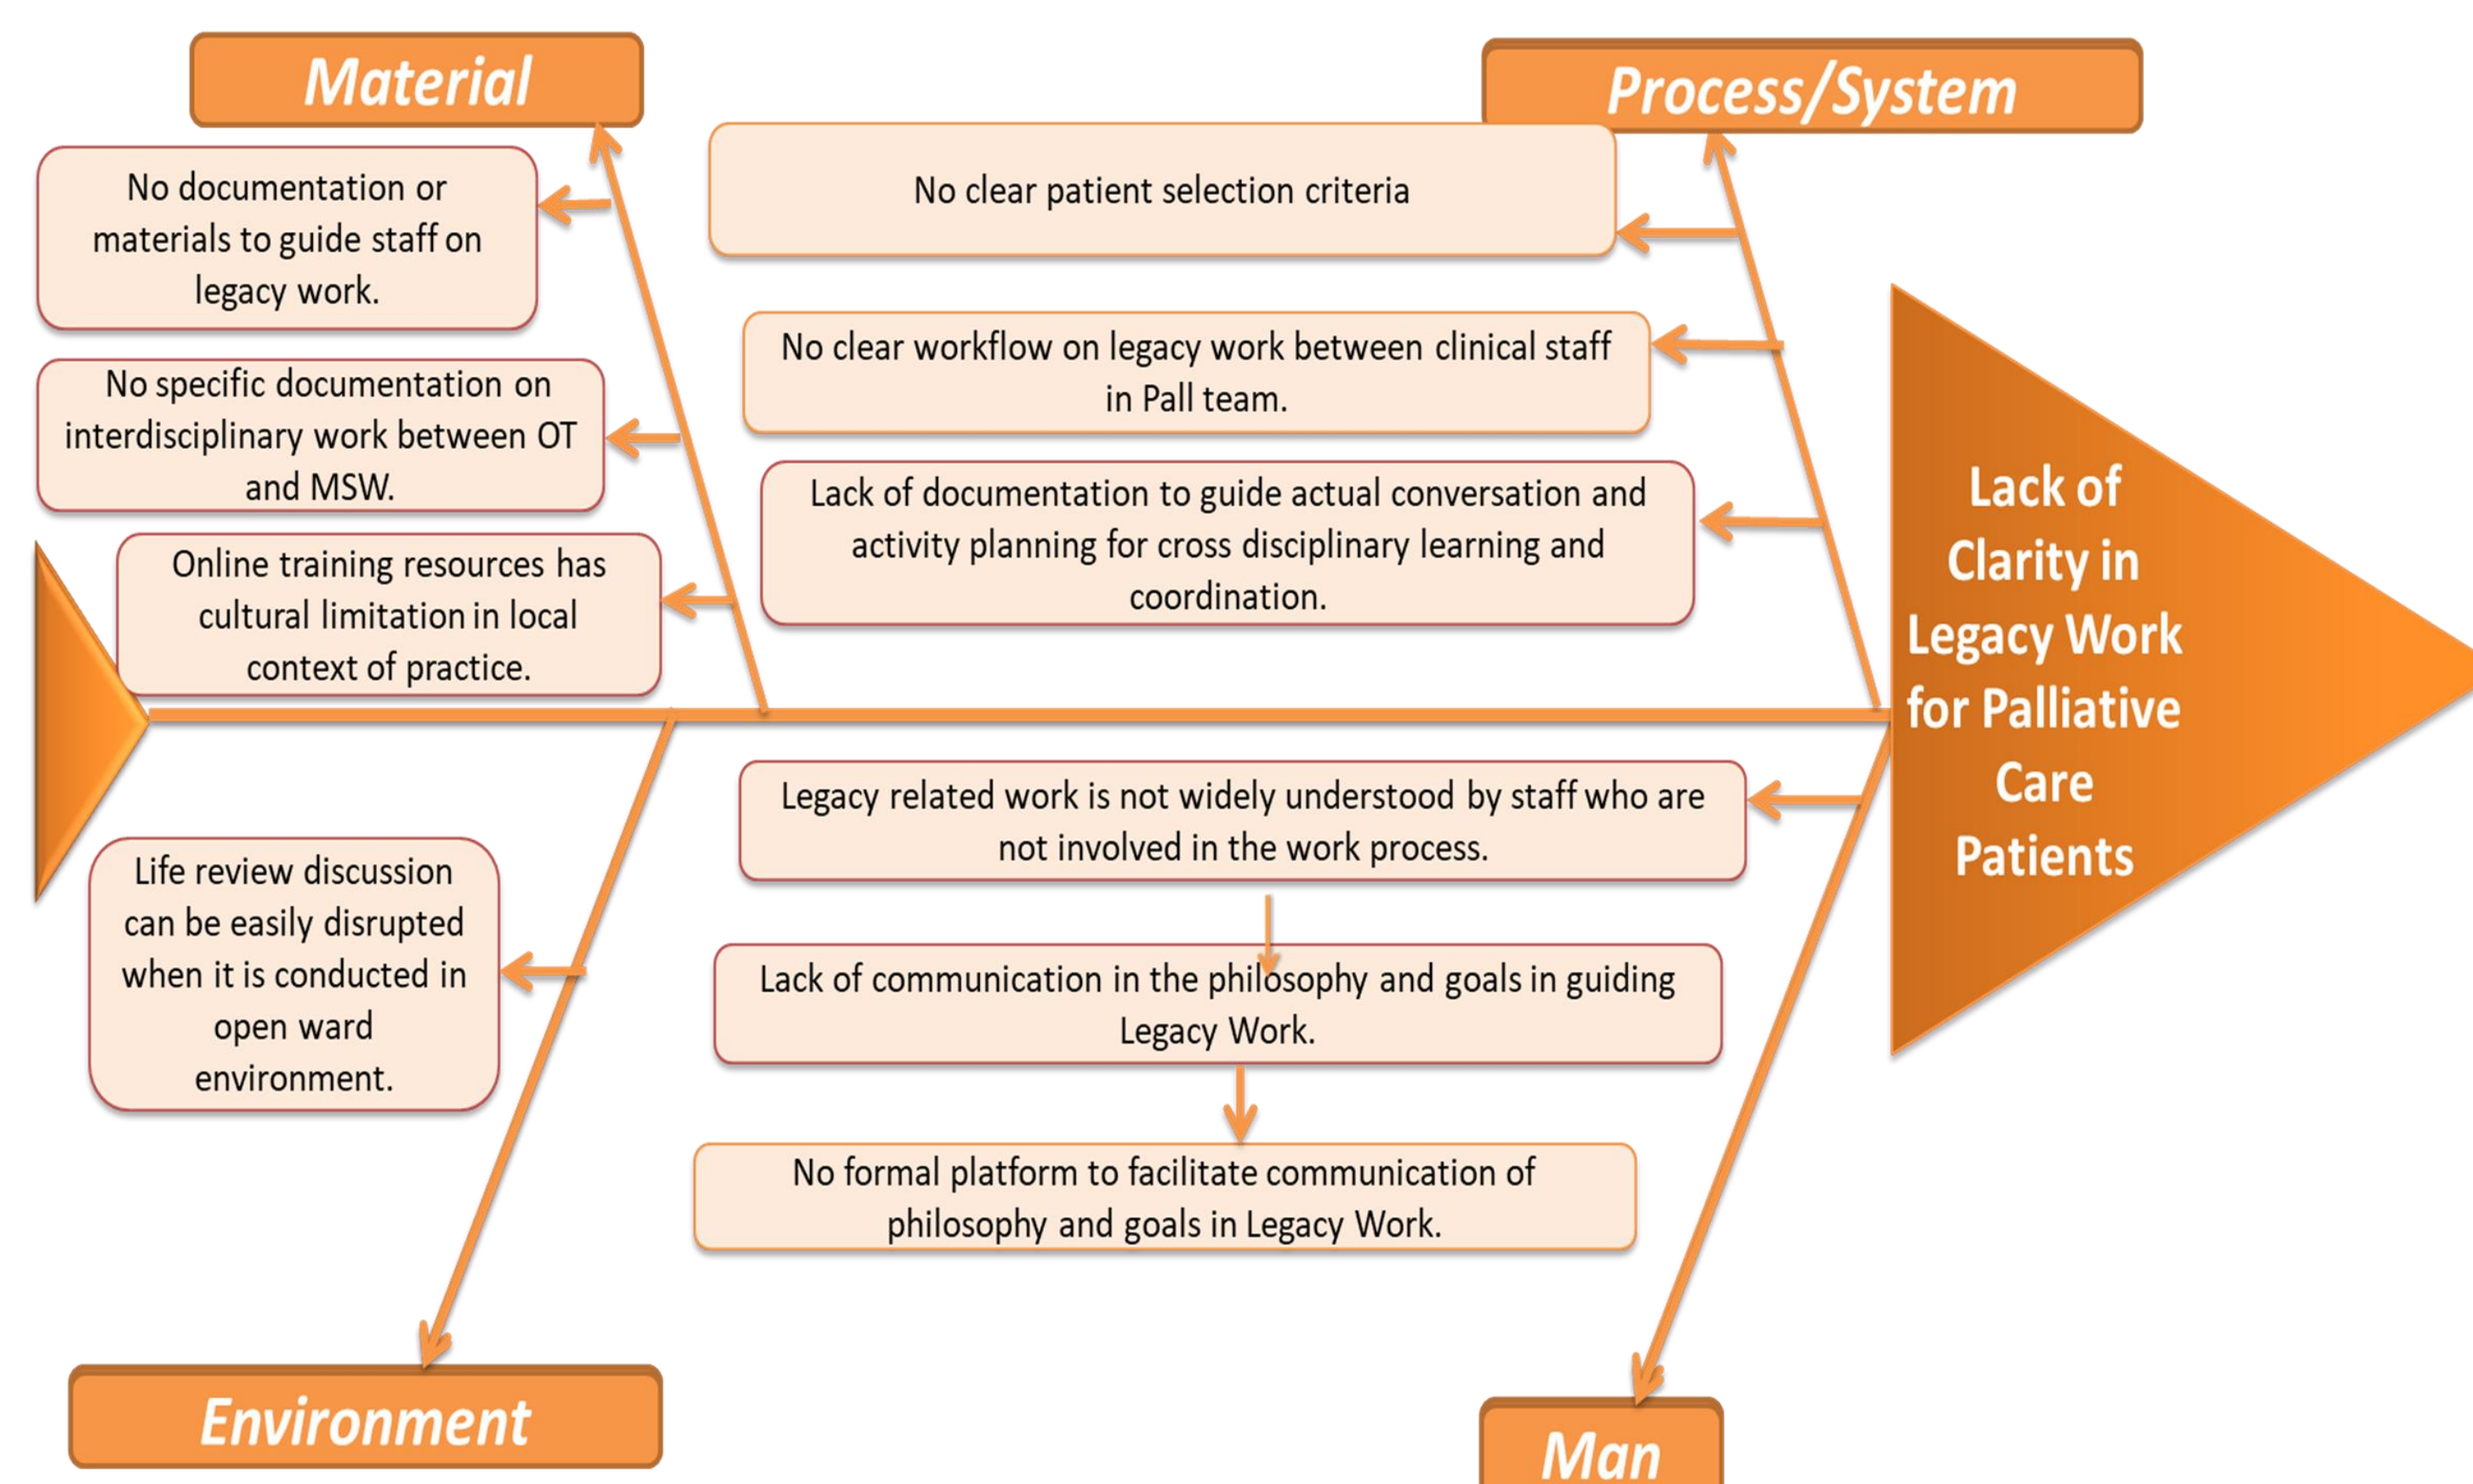 Material
No documentation or
materials to guide staff on
legacy work.
No specific documentation on
interdisciplinary work between OT
and MSW.
Online training resources has
cultural limitation in local
context of practice.
Process/System
No clear patient selection criteria
No clear workflow on legacy work between clinical staff
in Pall team.
Lack of documentation to guide actual conversation and
activity planning for cross disciplinary learning and
coordination.
Lack of
Clarity in
Legacy Work
for Palliative
Care
Patients
Life review discussion
can be easily disrupted
when it is conducted in
open ward
environment.
Environment
Legacy related work is not widely understood by staff who are
not involved in the work process.
Lack of communication in the philosophy and goals in guiding
Legacy Work.
No formal platform to facilitate communication of
philosophy and goals in Legacy Work.
Man